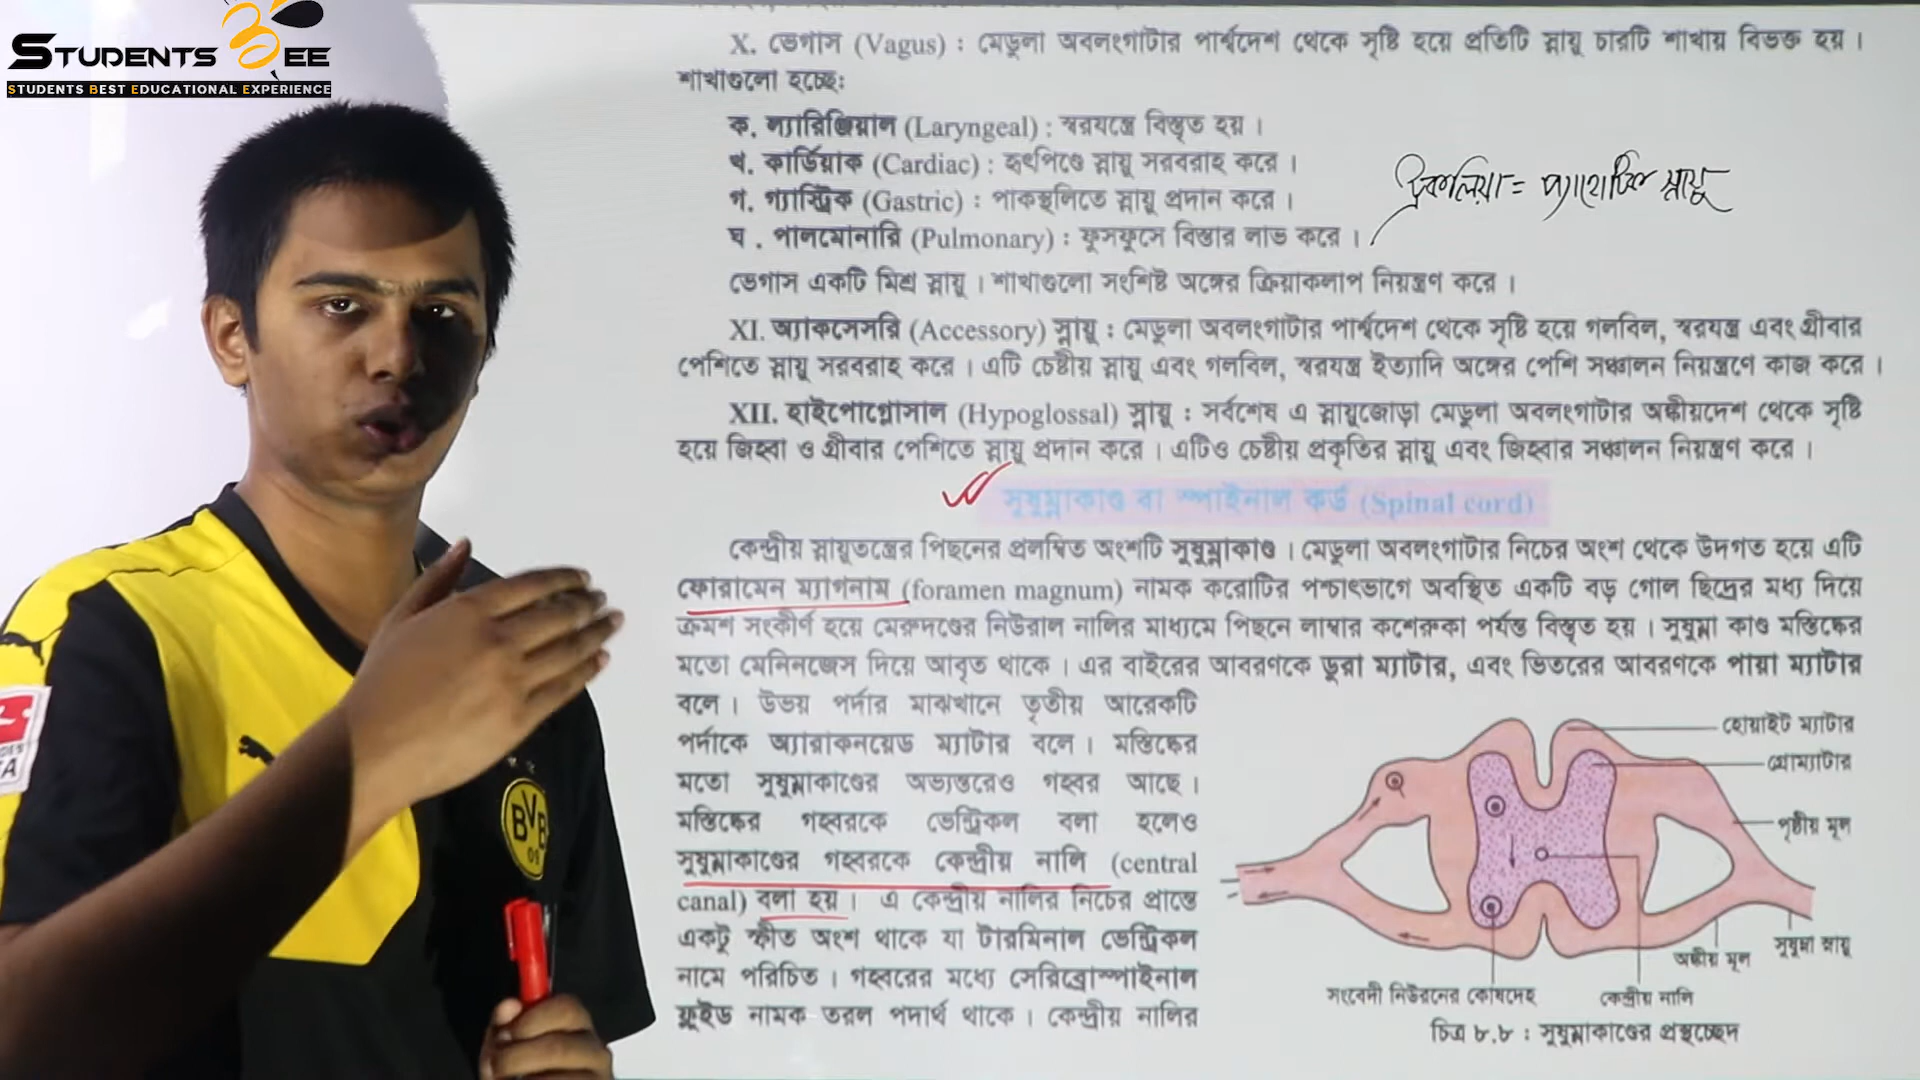 STUDENTS BEE
STUDENTS BEST EDUCATIONAL EXPERIENCE
X. ভেগাস (Vagus) : মেডুলা অবলংগাটার পার্শ্বদেশ থেকে সৃষ্টি হয়ে প্রতিটি স্নায়ু চারটি শাখায় বিভক্ত হয় ।
শাখাগুলো হচ্ছে:
ক. ল্যারিঞ্জিয়াল (Laryngeal) : স্বরযন্ত্রে বিস্তৃত হয় ।
খ. কার্ডিয়াক (Cardiac) : হৃৎপিণ্ডে স্নায়ু সরবরাহ করে ।
গ. গ্যাস্ট্রিক (Gastric) : পাকস্থলিতে স্নায়ু প্রদান করে ।
ঘ . পালমোনারি (Pulmonary) : ফুসফুসে বিস্তার লাভ করে ।
ভেগাস একটি মিশ্র স্নায়ু । শাখাগুলো সংশিষ্ট অঙ্গের ক্রিয়াকলাপ নিয়ন্ত্রণ করে ।
XI. অ্যাকসেসরি (Accessory) স্নায়ু : মেডুলা অবলংগাটার পার্শ্বদেশ থেকে সৃষ্টি হয়ে গলবিল, স্বরযন্ত্র এবং গ্রীবার
পেশিতে স্নায়ু সরবরাহ করে । এটি চেষ্টীয় স্নায়ু এবং গলবিল, স্বরযন্ত্র ইত্যাদি অঙ্গের পেশি সঞ্চালন নিয়ন্ত্রণে কাজ করে ।
XII. হাইপোগ্লোসাল (Hypoglossal) স্নায়ু : সর্বশেষ এ স্নায়ুজোড়া মেডুলা অবলংগাটার অঙ্কীয়দেশ থেকে সৃষ্টি
হয়ে জিহ্বা ও গ্রীবার পেশিতে স্নায়ু প্রদান করে । এটিও চেষ্টীয় প্রকৃতির স্নায়ু এবং জিহ্বার সঞ্চালন নিয়ন্ত্রণ করে ।
সুষুম্নাকাণ্ড বা স্পাইনাল কর্ড (Spinal cord)
কেন্দ্রীয় স্নায়ুতন্ত্রের পিছনের প্রলম্বিত অংশটি সুষুম্নাকাণ্ড । মেডুলা অবলংগাটার নিচের অংশ থেকে উদগত হয়ে এটি
ফোরামেন ম্যাগনাম (foramen magnum) নামক করোটির পশ্চাৎভাগে অবস্থিত একটি বড় গোল ছিদ্রের মধ্য দিয়ে
ক্রমশ সংকীর্ণ হয়ে মেরুদণ্ডের নিউরাল নালির মাধ্যমে পিছনে লাম্বার কশেরুকা পর্যন্ত বিস্তৃত হয় । সুষুম্না কাণ্ড মস্তিষ্কের
মতো মেনিনজেস দিয়ে আবৃত থাকে । এর বাইরের আবরণকে ডুরা ম্যাটার, এবং ভিতরের আবরণকে পায়া ম্যাটার
বলে । উভয় পর্দার মাঝখানে তৃতীয় আরেকটি
পর্দাকে অ্যারাকনয়েড ম্যাটার বলে । মস্তিষ্কের
মতো সুষুম্নাকাণ্ডের অভ্যন্তরেও গহ্বর আছে ।
মস্তিষ্কের গহ্বরকে ভেন্ট্রিকল বলা হলেও
সুষুম্নাকাণ্ডের গহ্বরকে কেন্দ্রীয় নালি (central
canal) বলা হয় । এ কেন্দ্রীয় নালির নিচের প্রান্তে
একটু স্ফীত অংশ থাকে যা টারমিনাল ভেন্ট্রিকল
নামে পরিচিত । গহ্বরের মধ্যে সেরিব্রোস্পাইনাল
ফ্লুইড নামক তরল পদার্থ থাকে । কেন্দ্রীয় নালির
হোয়াইট ম্যাটার
গ্রেম্যাটার
পৃষ্ঠীয় মূল
সুষুম্না স্নায়ু
অঙ্কীয় মূল
সংবেদী নিউরনের কোষদেহ
কেন্দ্রীয় নালি
চিত্র ৮.৮ : সুষুম্নাকাণ্ডের প্রস্থচ্ছেদ
BVB
09